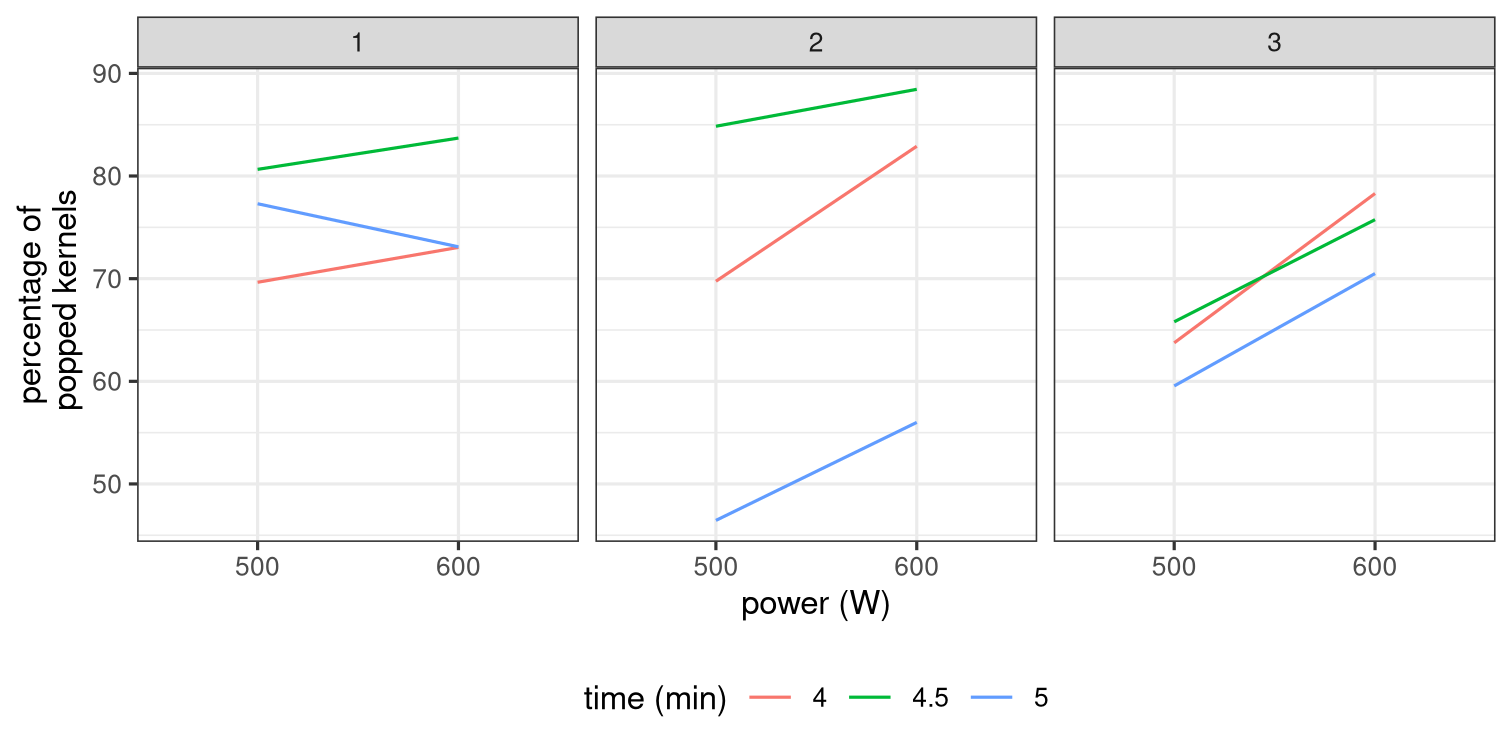 1 2 3
percentage of
popped kernels
90
80
70
60
50
500 600 500 600 500 600
power (W)
time (min) 4 4.5 5